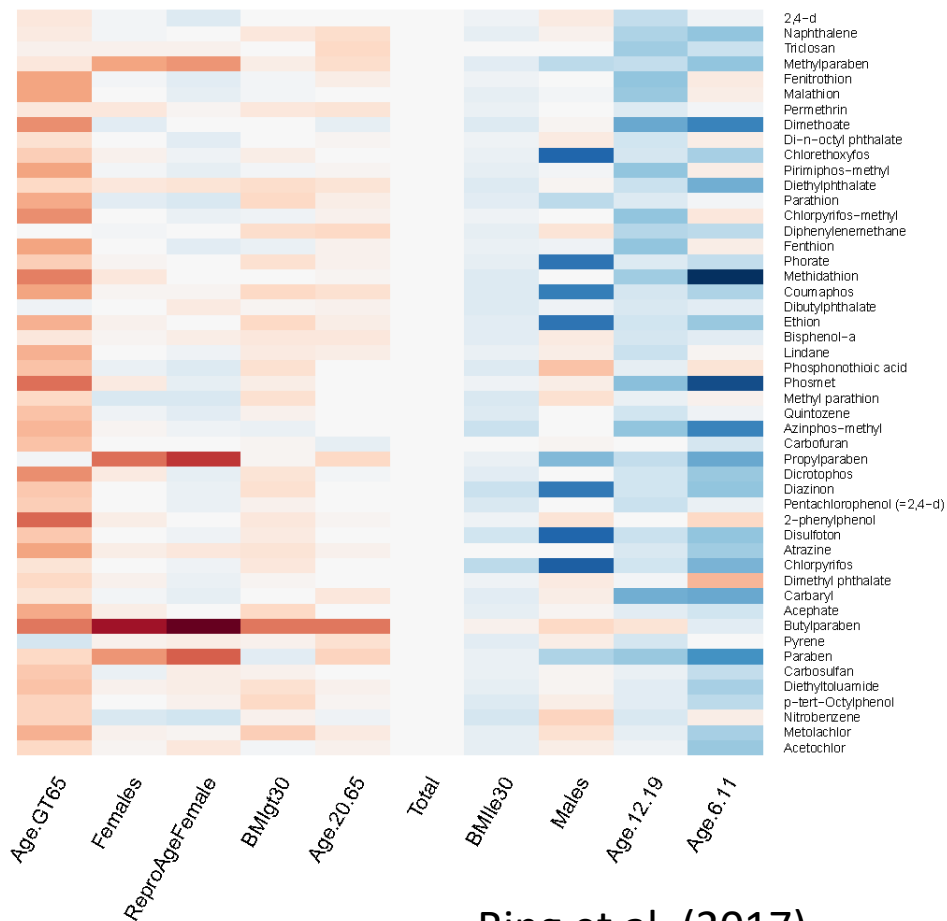 2,4-d
Naphthalene
Triclosan
Methylparaben
Fenitrothion
Malathion
Permethrin
Dimethoate
Di-n-octyl phthalate
Chlorethoxyfos
Pirimiphos-methyl
Diethylphthalate
Parathion
Chlorpyrifos-methyl
Diphenylenemethane
Fenthion
Phorate
Methidathion
Coumaphos
Dibutylphthalate
Ethion
Bisphenol-a
Lindane
Phosphonothioic acid
Phosmet
Methyl parathion
Quintozene
Azinphos-methyl
Carbofuran
Propylparaben
Dicrotophos
Diazinon
Pentachlorophenol (=2,4-d)
2-phenylphenol
Disulfoton
Atrazine
Chlorpyrifos
Dimethyl phthalate
Carbaryl
Acephate
Butylparaben
Pyrene
Paraben
Carbosulfan
Diethyltoluamide
p-tert-Octylphenol
Nitrobenzene
Metolachlor
Acetochlor
Age.GT65
Females
ReproAgeFemale
BMIgt30
Age.20.65
Total
BMIle30
Males
Age.12.19
Age.6.11
Ring et al. (2017)